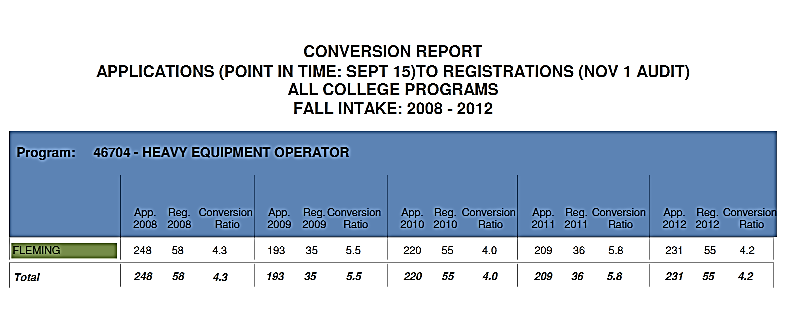 CONVERSION REPORT
APPLICATIONS (POINT IN TIME: SEPT 15)TO REGISTRATIONS (NOV 1 AUDIT)
ALL COLLEGE PROGRAMS
FALL INTAKE: 2008 - 2012
Program: 46704 - HEAVY EQUIPMENT OPERATOR
App. Reg. Conversion App. Reg. Conversion App. Reg. Conversion App. Reg. Conversion App. Reg. Conversion
2008 2008 Ratio 2009 2009 Ratio 2010 2010 Ratio 2011 2011 Ratio 2012 2012 Ratio
FLEMING 248 58 4.3 193 35 5.5 220 55 4.0 209 36 5.8 231 55 4.2
Total 248 58 4.3 193 35 5.5 220 55 4.0 209 36 5.8 231 55 4.2